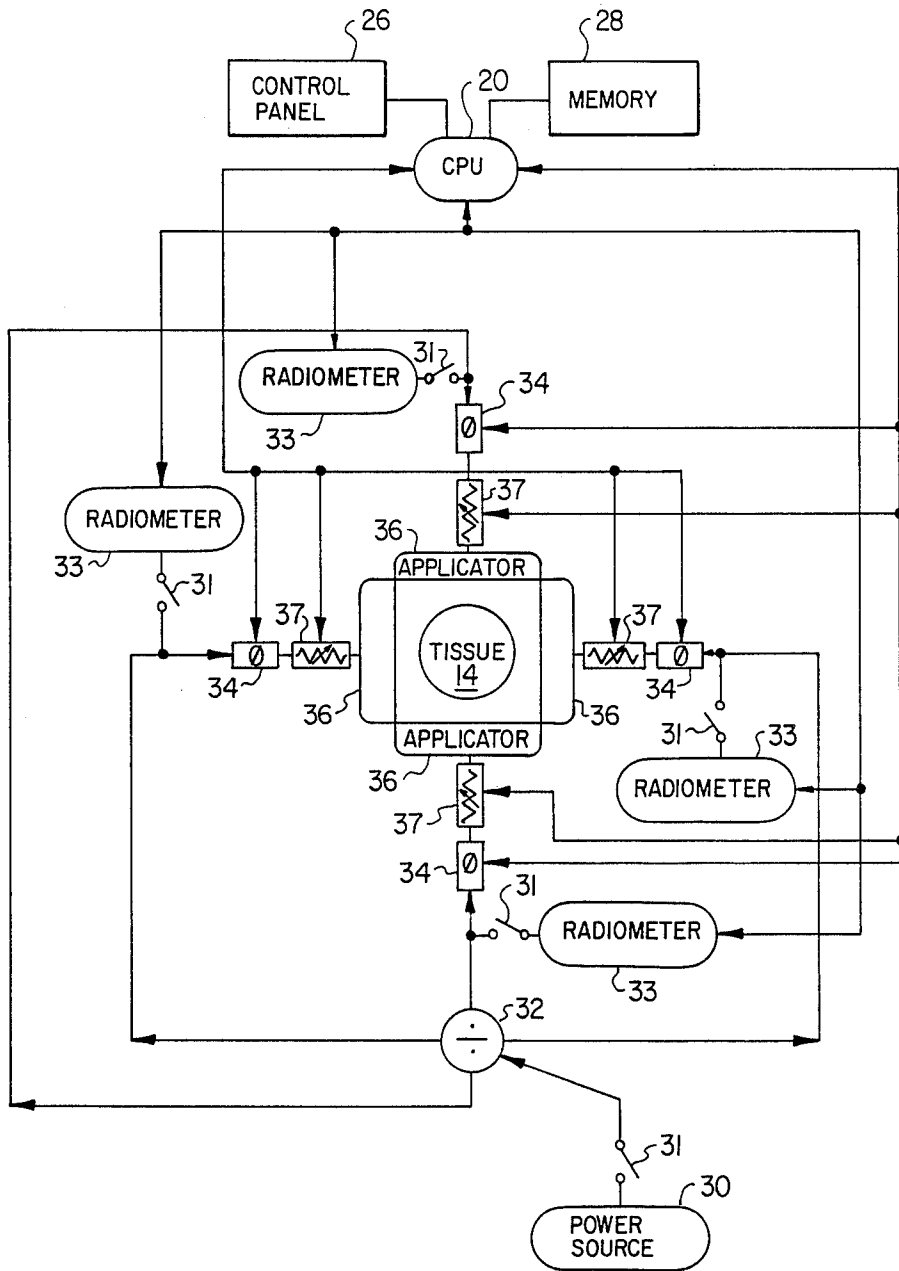 26
28
CONTROL
PANEL
20
MEMORY
CPU
RADIOMETER
31
34
33
Ø
RADIOMETER
37
33
31
36
APPLICATOR
37
37
Ø
TISSUE
14
Ø
34
34
36
36
31
33
APPLICATOR
36
RADIOMETER
37
34
Ø
31
RADIOMETER
33
32
÷
31
30
POWER
SOURCE